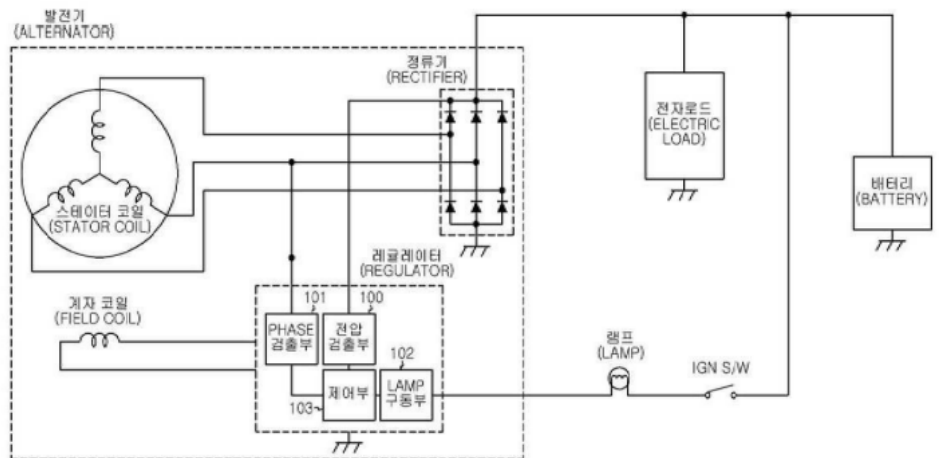 발전기
(ALTERNATOR)
정류기
(RECTIFIER)
전자로드
(ELECTRIC
LOAD)
배터리
(BATTERY)
스테이터 코일
(STATOR COIL)
레귤레이터
(REGULATOR)
계자 코일
(FIELD COIL)
101
100
PHASE
검출부
전압
검출부
102
제어부
LAMP
구동부
103
램프
(LAMP)
IGN S/W